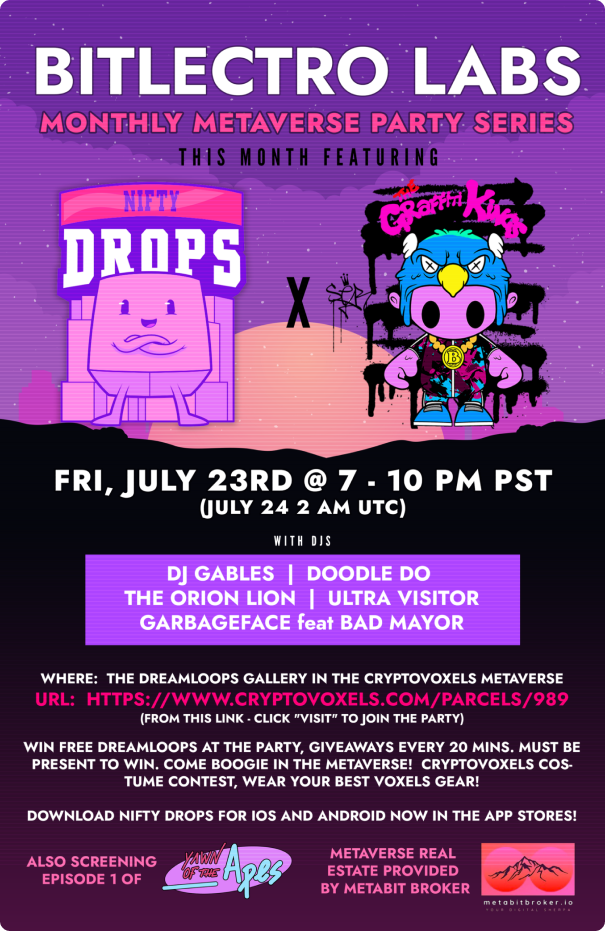 BITLECTRO LABS
MONTHLY METAVERSE PARTY SERIES
THIS MONTH FEATURING
NIFTY
DROPS
X
THE
GRAFFITI KINGS
B
FRI, JULY 23RD @ 7 - 10 PM PST
(JULY 24 2 AM UTC)
WITH DJS
DJ GABLES | DOODLE DO
THE ORION LION | ULTRA VISITOR
GARBAGEFACE feat BAD MAYOR
WHERE: THE DREAMLOOPS GALLERY IN THE CRYPTOVOXELS METAVERSE
URL: HTTPS://WWW.CRYPTOVOXELS.COM/PARCELS/989
(FROM THIS LINK - CLICK "VISIT" TO JOIN THE PARTY)
WIN FREE DREAMLOOPS AT THE PARTY, GIVEAWAYS EVERY 20 MINS. MUST BE
PRESENT TO WIN. COME BOOGIE IN THE METAVERSE! CRYPTOVOXELS COS-
TUME CONTEST, WEAR YOUR BEST VOXELS GEAR!
DOWNLOAD NIFTY DROPS FOR IOS AND ANDROID NOW IN THE APP STORES!
ALSO SCREENING
EPISODE 1 OF
YAWN
OF THE
Apes
METAVERSE REAL
ESTATE PROVIDED
BY METABIT BROKER
metabitbroker.io
YOUR DIGITAL SHERPA